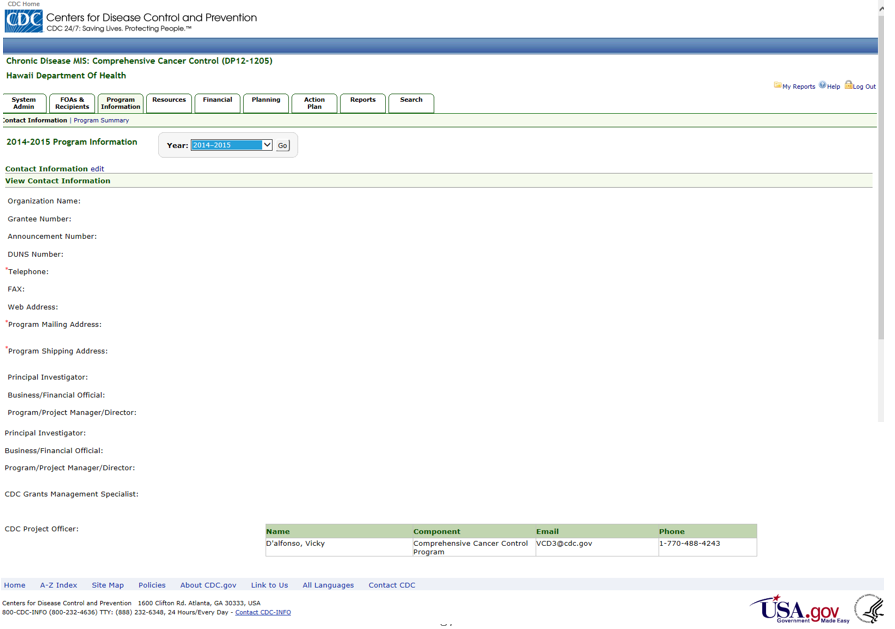 CDC Home
CDC Centers for Disease Control and Prevention
CDC 24/7: Saving Lives. Protecting People.™
Chronic Disease MIS: Comprehensive Cancer Control (DP12-1205)
Hawaii Department Of Health
My Reports Help Log Out
System Admin FOAs & Recipients Program Information Resources Financial Planning Action Plan Reports Search
ontact Information | Program Summary
2014-2015 Program Information Year: 2014-2015 Go
Contact Information edit
View Contact Information
Organization Name:
Grantee Number:
Announcement Number:
DUNS Number:
*Telephone:
FAX:
Web Address:
*Program Mailing Address:
*Program Shipping Address:
Principal Investigator:
Business/Financial Official:
Program/Project Manager/Director:
Principal Investigator:
Business/Financial Official:
Program/Project Manager/Director:
CDC Grants Management Specialist:
CDC Project Officer:
Name Component Email Phone
D'alfonso, Vicky Comprehensive Cancer Control Program VCD3@cdc.gov 1-770-488-4243
Home A-Z Index Site Map Policies About CDC.gov Link to Us All Languages Contact CDC
Centers for Disease Control and Prevention 1600 Clifton Rd. Atlanta, GA 30333, USA
800-CDC-INFO (800-232-4636) TTY: (888) 232-6348, 24 Hours/Every Day - Contact CDC-INFO
USA.gov
Government Made Easy